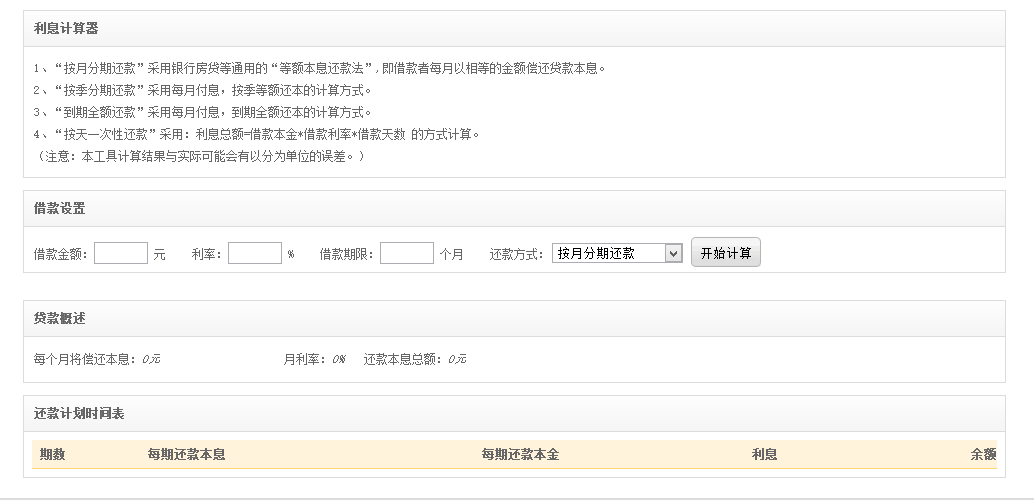 利息计算器
1、“按月分期还款”采用银行房贷等通用的“等额本息还款法”,即借款者每月以相等的金额偿还贷款本息。
2、“按季分期还款”采用每月付息，按季等额还本的计算方式。
3、“到期全额还款”采用每月付息，到期全额还本的计算方式。
4、“按天一次性还款”采用：利息总额=借款本金*借款利率*借款天数 的方式计算。
（注意：本工具计算结果与实际可能会有以分为单位的误差。）
借款设置
借款金额： 元 利率： % 借款期限： 个月 还款方式： 按月分期还款 开始计算
贷款概述
每个月将偿还本息：0元 月利率：0% 还款本息总额：0元
还款计划时间表
期数 每期还款本息 每期还款本金 利息 余额